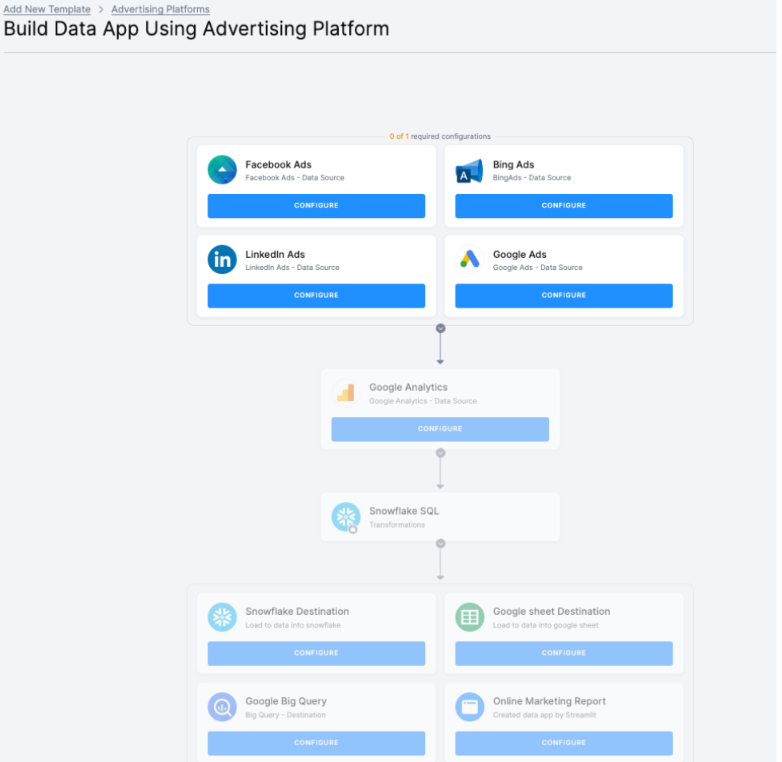 Add New Template > Advertising Platforms
Build Data App Using Advertising Platform
0 of 1 required configurations
Facebook Ads
Facebook Ads - Data Source
CONFIGURE
Bing Ads
BingAds - Data Source
CONFIGURE
LinkedIn Ads
LinkedIn Ads - Data Source
CONFIGURE
Google Ads
Google Ads - Data Source
CONFIGURE
Google Analytics
Google Analytics - Data Source
CONFIGURE
Snowflake SQL
Transformations
Snowflake Destination
Load to data into snowflake
CONFIGURE
Google sheet Destination
Load to data into google sheet
CONFIGURE
Google Big Query
Big Query - Destination
CONFIGURE
Online Marketing Report
Created data app by Streamlit
CONFIGURE